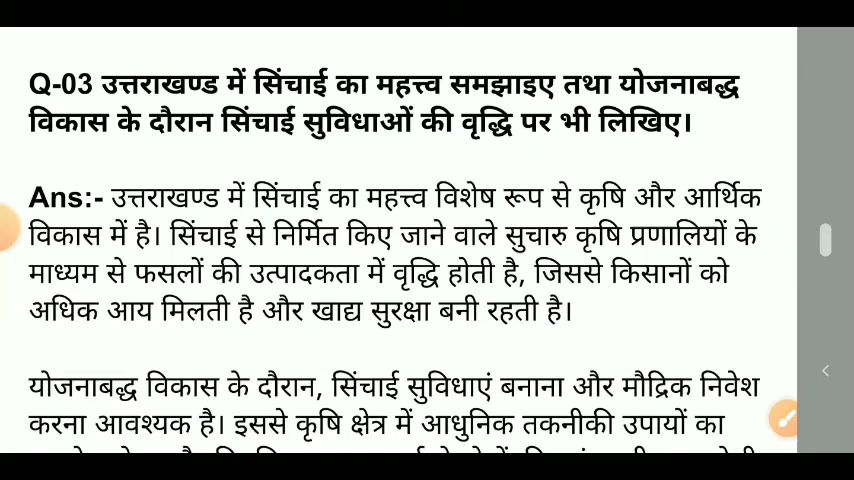 Q-03 उत्तराखण्ड में सिंचाई का महत्त्व समझाइए तथा योजनाबद्ध
विकास के दौरान सिंचाई सुविधाओं की वृद्धि पर भी लिखिए।
Ans:- उत्तराखण्ड में सिंचाई का महत्त्व विशेष रूप से कृषि और आर्थिक
विकास में है। सिंचाई से निर्मित किए जाने वाले सुचारु कृषि प्रणालियों के
माध्यम से फसलों की उत्पादकता में वृद्धि होती है, जिससे किसानों को
अधिक आय मिलती है और खाद्य सुरक्षा बनी रहती है।
योजनाबद्ध विकास के दौरान, सिंचाई सुविधाएं बनाना और मौद्रिक निवेश
करना आवश्यक है। इससे कृषि क्षेत्र में आधुनिक तकनीकी उपायों का